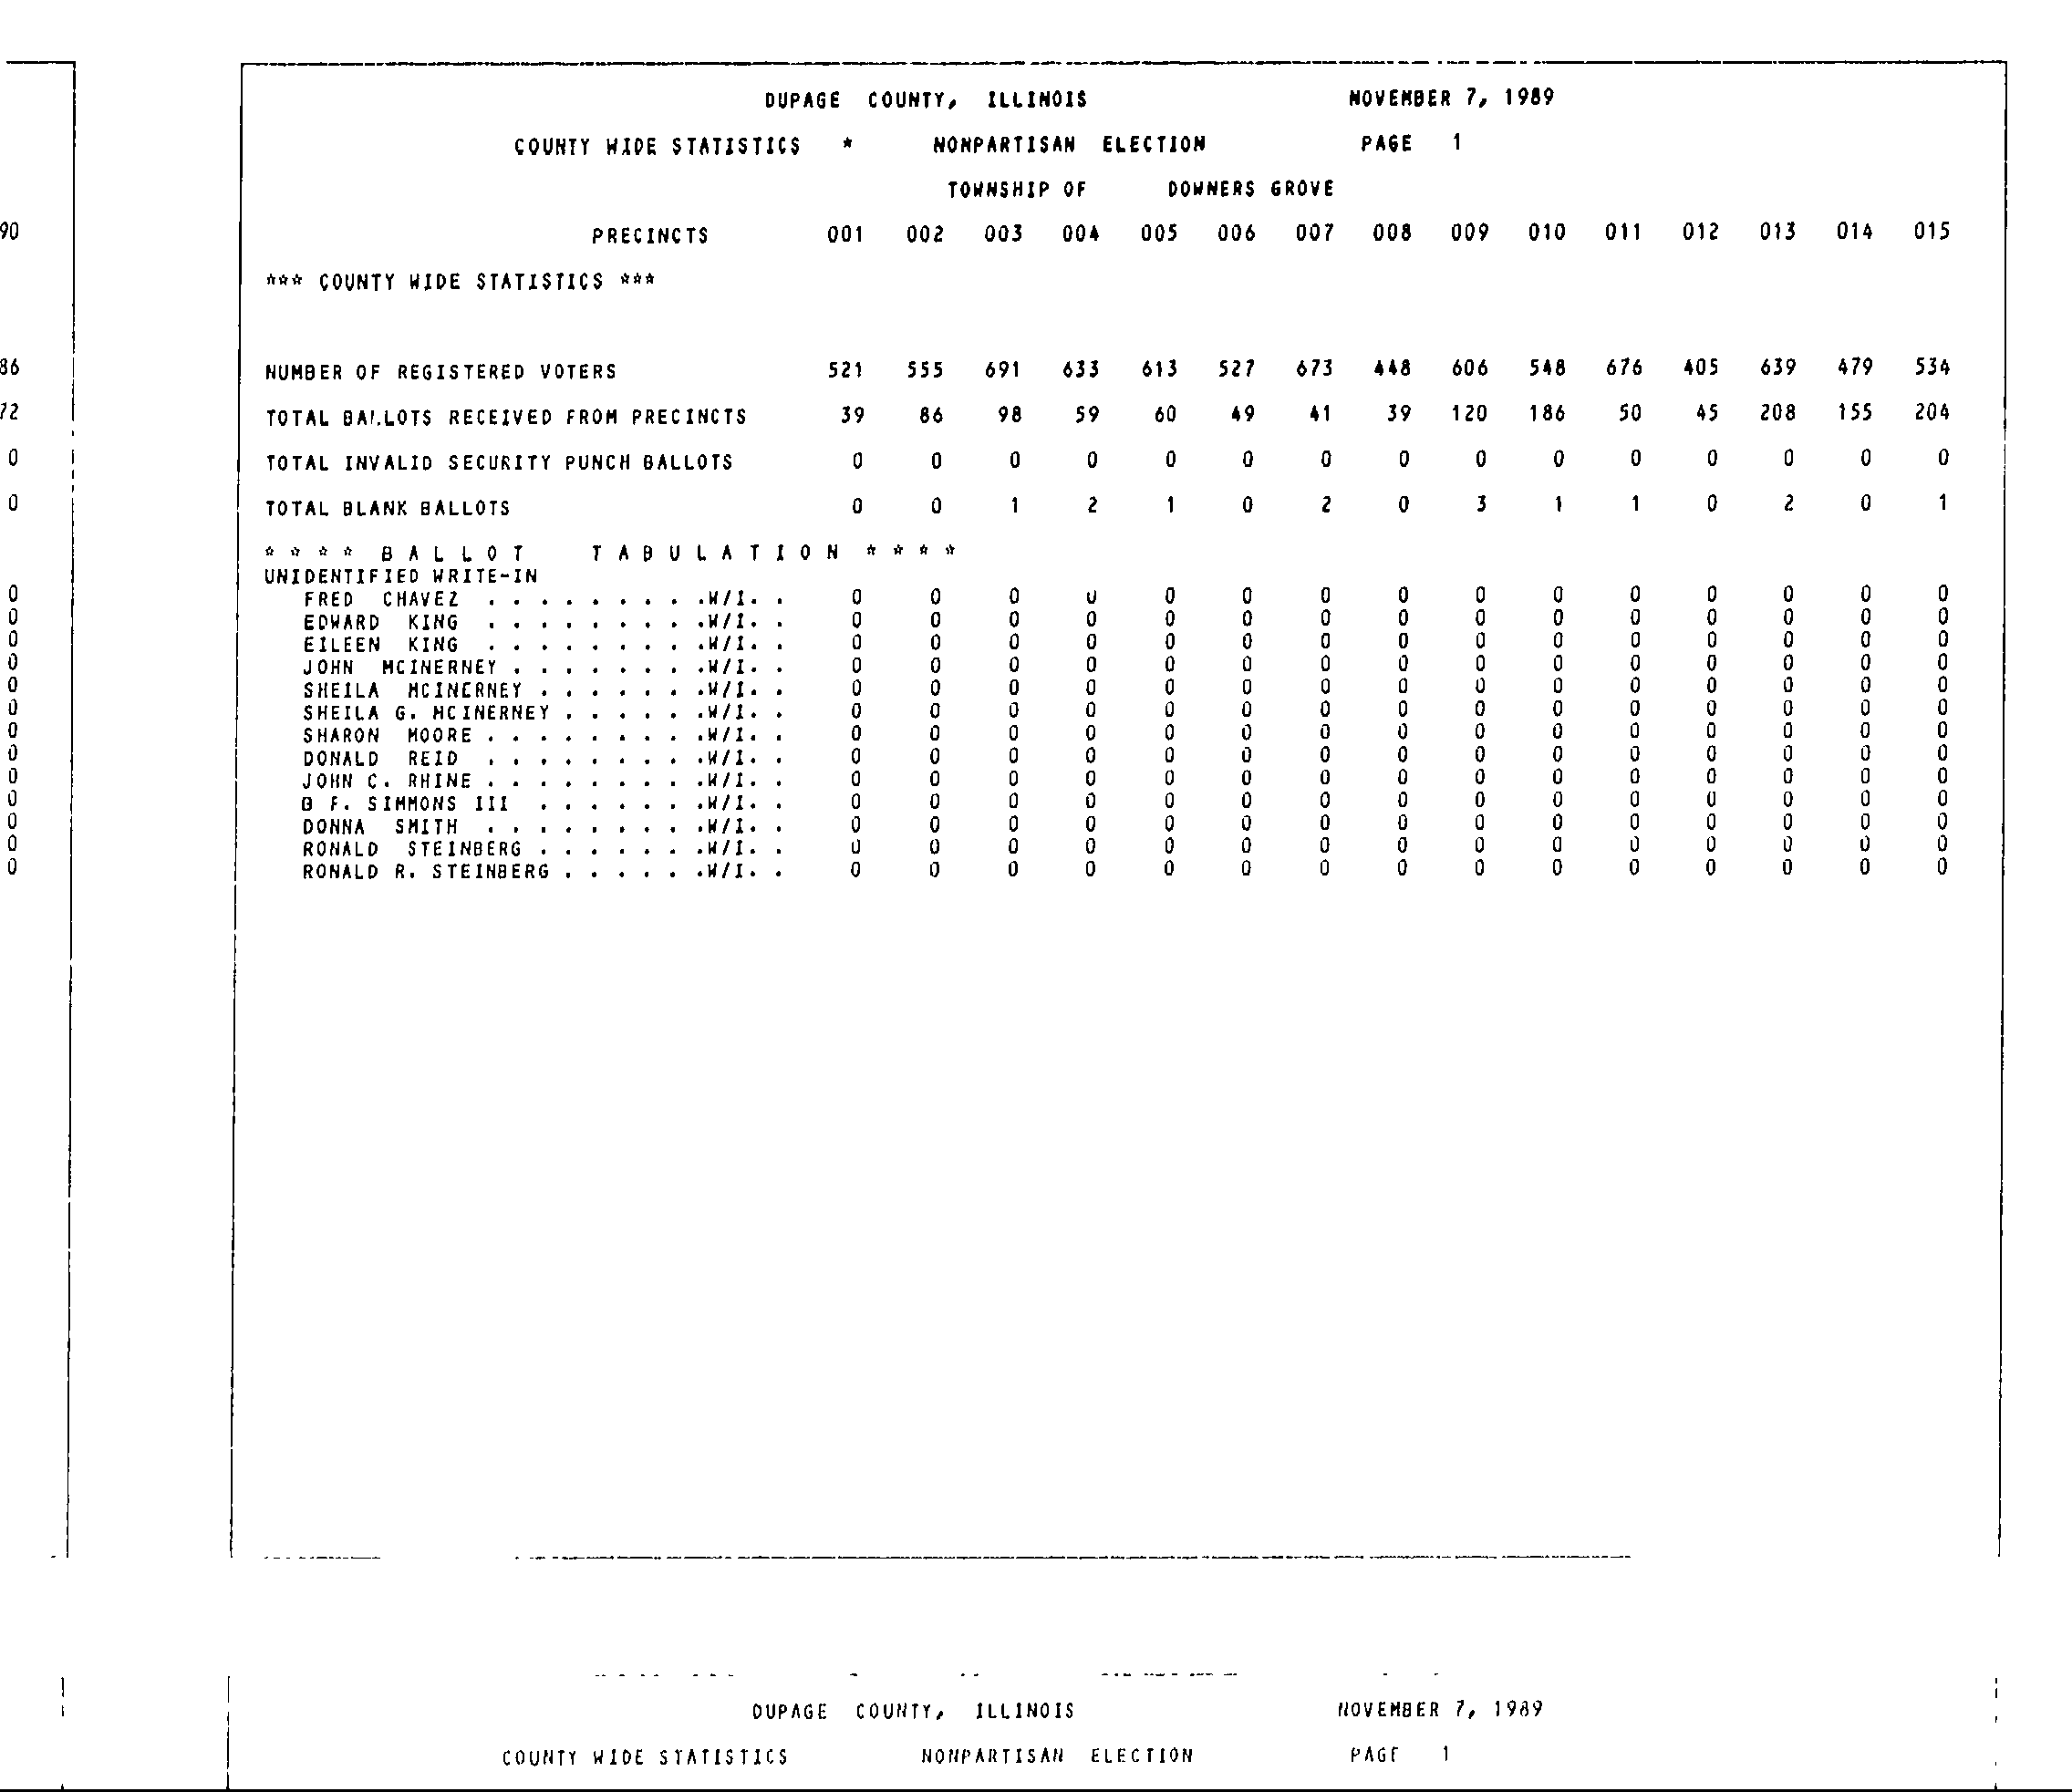 DUPAGE COUNTY, ILLINOIS NOVEMBER 7, 1989
COUNTY WIDE STATISTICS * NONPARTISAN ELECTION PAGE 1
TOWNSHIP OF DOWNERS GROVE
90
PRECINCTS 001 002 003 004 005 006 007 008 009 010 011 012 013 014 015
*** COUNTY WIDE STATISTICS ***
86
NUMBER OF REGISTERED VOTERS 521 555 691 633 613 527 673 448 606 548 676 405 639 479 534
72
TOTAL BALLOTS RECEIVED FROM PRECINCTS 39 86 98 59 60 49 41 39 120 186 50 45 208 155 204
0
TOTAL INVALID SECURITY PUNCH BALLOTS 0 0 0 0 0 0 0 0 0 0 0 0 0 0 0
0
TOTAL BLANK BALLOTS 0 0 1 2 1 0 2 0 3 1 1 0 2 0 1
* * * * B A L L O T T A B U L A T I O N * * * *
UNIDENTIFIED WRITE-IN
0
FRED CHAVEZ . . . . . . . . .W/I. . 0 0 0 0 0 0 0 0 0 0 0 0 0 0 0
0
EDWARD KING . . . . . . . . .W/I. . 0 0 0 0 0 0 0 0 0 0 0 0 0 0 0
0
EILEEN KING . . . . . . . . .W/I. . 0 0 0 0 0 0 0 0 0 0 0 0 0 0 0
0
JOHN MCINERNEY . . . . . . . .W/I. . 0 0 0 0 0 0 0 0 0 0 0 0 0 0 0
0
SHEILA MCINERNEY . . . . . . .W/I. . 0 0 0 0 0 0 0 0 0 0 0 0 0 0 0
0
SHEILA G. MCINERNEY . . . . . .W/I. . 0 0 0 0 0 0 0 0 0 0 0 0 0 0 0
0
SHARON MOORE . . . . . . . . .W/I. . 0 0 0 0 0 0 0 0 0 0 0 0 0 0 0
0
DONALD REID . . . . . . . . .W/I. . 0 0 0 0 0 0 0 0 0 0 0 0 0 0 0
0
JOHN C. RHINE . . . . . . . . .W/I. . 0 0 0 0 0 0 0 0 0 0 0 0 0 0 0
0
B F. SIMMONS III . . . . . . .W/I. . 0 0 0 0 0 0 0 0 0 0 0 0 0 0 0
0
DONNA SMITH . . . . . . . . .W/I. . 0 0 0 0 0 0 0 0 0 0 0 0 0 0 0
0
RONALD STEINBERG . . . . . . .W/I. . 0 0 0 0 0 0 0 0 0 0 0 0 0 0 0
0
RONALD R. STEINBERG . . . . . .W/I. . 0 0 0 0 0 0 0 0 0 0 0 0 0 0 0
DUPAGE COUNTY, ILLINOIS NOVEMBER 7, 1989
COUNTY WIDE STATISTICS NONPARTISAN ELECTION PAGE 1